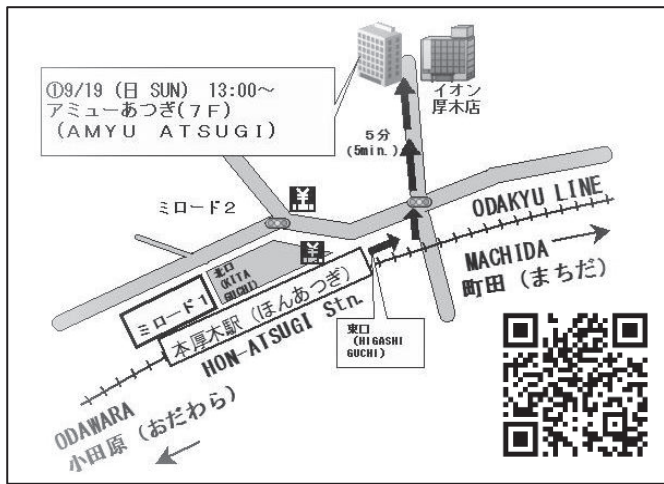 ①9/19 (日 SUN) 13:00～
アミューあつぎ(7F)
(AMYU ATSUGI)
イオン
厚木店
5分
(5min.)
ミロード2
ODAKYU LINE
MACHIDA
町田 (まちだ)
北口
(KITA
GUCHI)
ミロード1
本厚木駅 (ほんあつぎ)
HON-ATSUGI Stn.
東口
(HIGASHI
GUCHI)
ODAWARA
小田原 (おだわら)